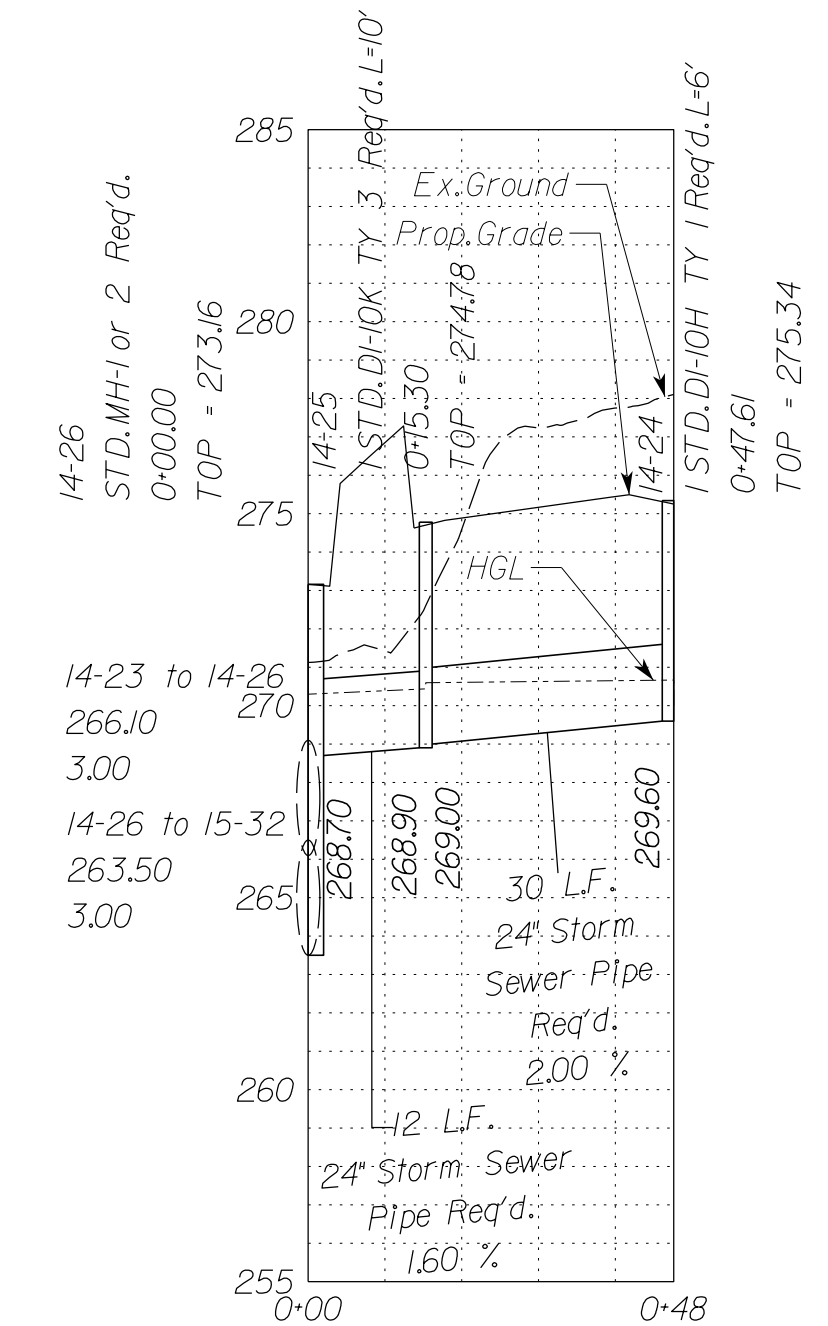 14-26
STD.MH-1 or 2 Req'd.
0+00.00
TOP = 273.16
14-25
1 STD.DI-10K TY 3 Req'd.L=10'
0+15.30
TOP = 274.78
14-24
1 STD.DI-10H TY 1 Req'd.L=6'
0+47.61
TOP = 275.34
285
280
275
270
265
260
255
0+00
0+48
Ex.Ground
Prop.Grade
HGL
14-23 to 14-26
266.10
3.00
14-26 to 15-32
263.50
3.00
268.70
268.90
269.00
269.60
30 L.F.
24" Storm
Sewer Pipe
Req'd.
2.00 %
12 L.F.
24" Storm Sewer
Pipe Req'd.
1.60 %